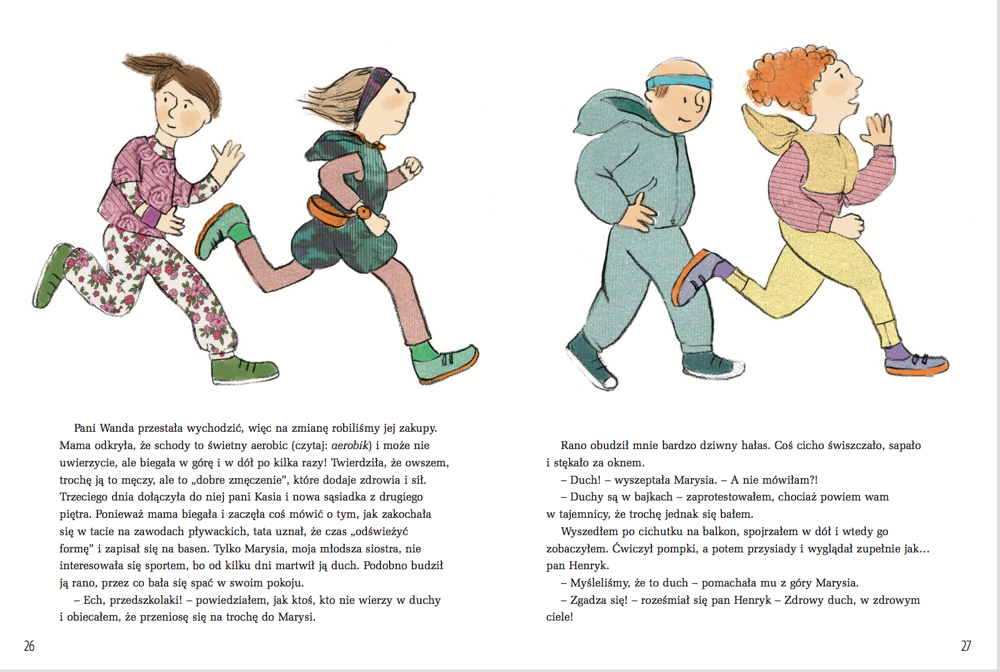 Pani Wanda przestała wychodzić, więc na zmianę robiliśmy jej zakupy.
Mama odkryła, że schody to świetny aerobic (czytaj: aerobik) i może nie
uwierzycie, ale biegała w górę i w dół po kilka razy! Twierdziła, że owszem,
trochę ją to męczy, ale to „dobre zmęczenie”, które dodaje zdrowia i sił.
Trzeciego dnia dołączyła do niej pani Kasia i nowa sąsiadka z drugiego
piętra. Ponieważ mama biegała i zaczęła coś mówić o tym, jak zakochała
się w tacie na zawodach pływackich, tata uznał, że czas „odświeżyć
formę” i zapisał się na basen. Tylko Marysia, moja młodsza siostra, nie
interesowała się sportem, bo od kilku dni martwił ją duch. Podobno budził
ją rano, przez co bała się spać w swoim pokoju.
– Ech, przedszkolaki! – powiedziałem, jak ktoś, kto nie wierzy w duchy
i obiecałem, że przeniosę się na trochę do Marysi.
26
Rano obudził mnie bardzo dziwny hałas. Coś cicho świszczało, sapało
i stękało za oknem.
– Duch! – wyszeptała Marysia. – A nie mówiłam?!
– Duchy są w bajkach – zaprotestowałem, chociaż powiem wam
w tajemnicy, że trochę jednak się bałem.
Wyszedłem po cichutku na balkon, spojrzałem w dół i wtedy go
zobaczyłem. Ćwiczył pompki, a potem przysiady i wyglądał zupełnie jak…
pan Henryk.
– Myśleliśmy, że to duch – pomachała mu z góry Marysia.
– Zgadza się! – roześmiał się pan Henryk – Zdrowy duch, w zdrowym
ciele!
27